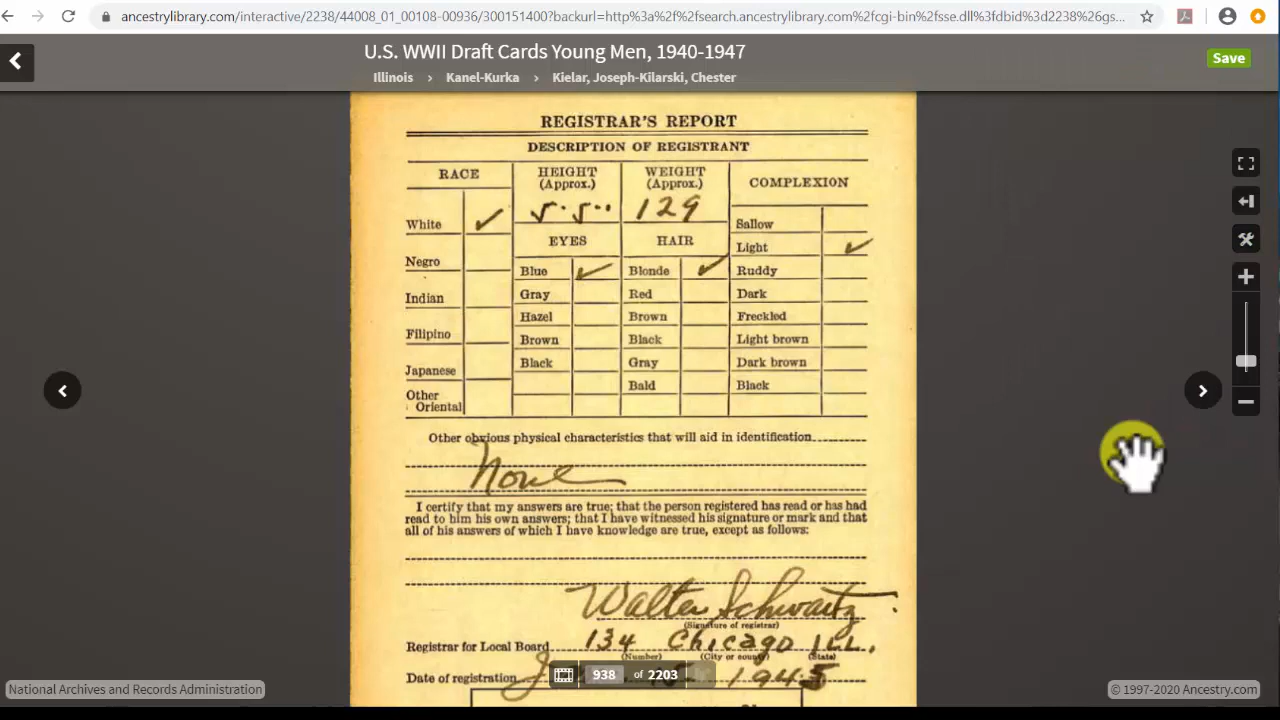 ancestrylibrary.com/interactive/2238/44008_01_00108-00936/300151400?backurl=http%3a%2f%2fsearch.ancestrylibrary.com%2fcgi-bin%2fsse.dll%3fdbid%3d2238%26gs...
U.S. WWII Draft Cards Young Men, 1940-1947
Save
Illinois › Kanel-Kurka › Kielar, Joseph-Kilarski, Chester
REGISTRAR'S REPORT
DESCRIPTION OF REGISTRANT
RACE HEIGHT (Approx.) WEIGHT (Approx.) COMPLEXION
5.5" 129
White ✓ Sallow
EYES HAIR Light ✓
Negro Blue ✓ Blonde ✓ Ruddy
Indian Gray Red Dark
Hazel Brown Freckled
Filipino Brown Black Light brown
Japanese Black Gray Dark brown
Other Oriental Bald Black
Other obvious physical characteristics that will aid in identification
None
I certify that my answers are true; that the person registered has read or has had
read to him his own answers; that I have witnessed his signature or mark and that
all of his answers of which I have knowledge are true, except as follows:
Walter Schwartz
(Signature of registrar)
Registrar for Local Board 134 Chicago ILL.
(Number) (City or county) (State)
Date of registration 1945
938 of 2203
National Archives and Records Administration
© 1997-2020 Ancestry.com